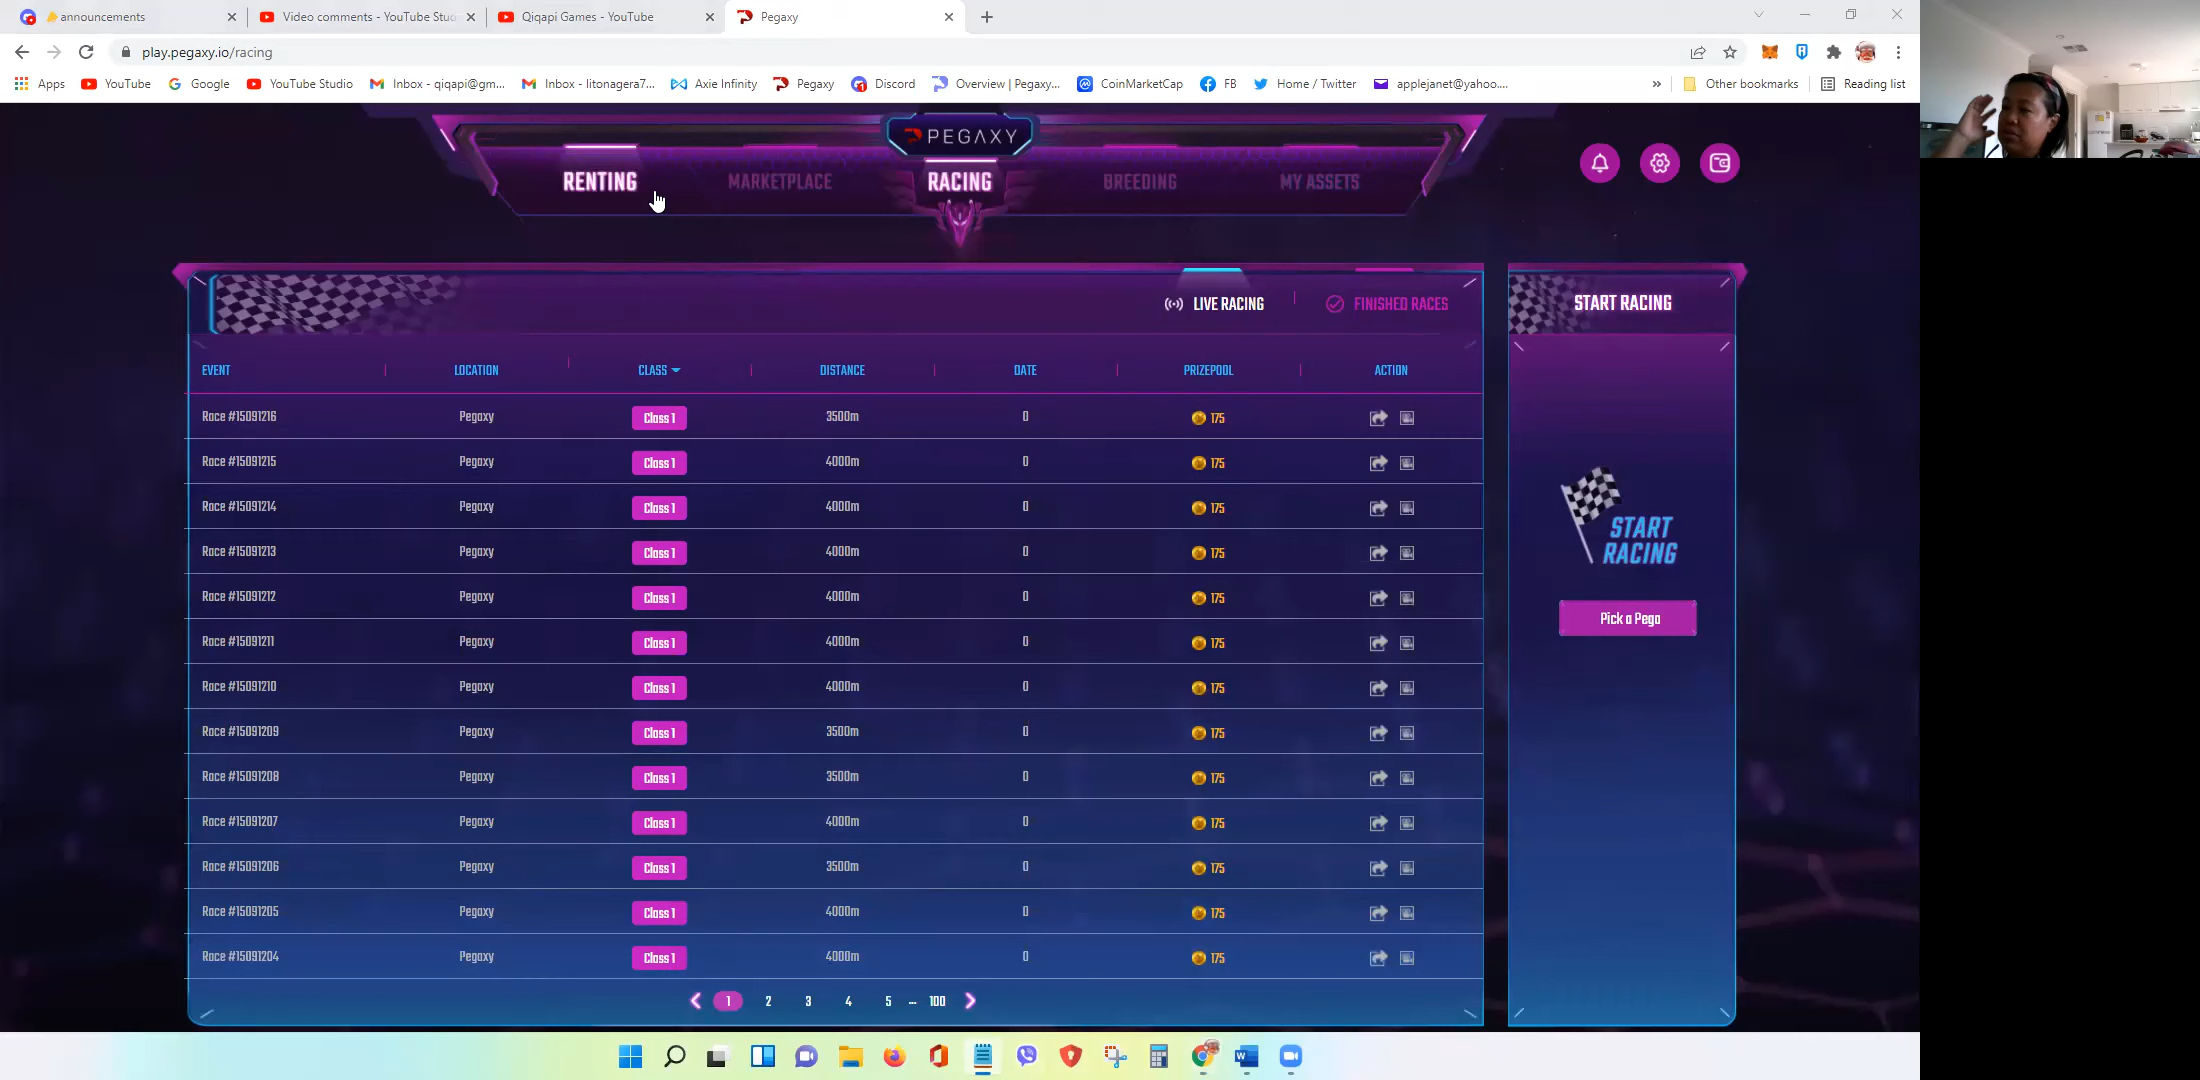 announcements
Video comments - YouTube Stu
Qiqapi Games - YouTube
Pegaxy
play.pegaxy.io/racing
Apps
YouTube
Google
YouTube Studio
Inbox - qiqapi@gm...
Inbox - litonagera7...
Axie Infinity
Pegaxy
Discord
Overview | Pegaxy...
CoinMarketCap
FB
Home / Twitter
applejanet@yahoo....
Other bookmarks
Reading list
PEGAXY
RENTING
MARKETPLACE
RACING
BREEDING
MY ASSETS
LIVE RACING
FINISHED RACES
START RACING
EVENT LOCATION CLASS DISTANCE DATE PRIZEPOOL ACTION
Race #15091216 Pegaxy Class 1 3500m 0 175
Race #15091215 Pegaxy Class 1 4000m 0 175
Race #15091214 Pegaxy Class 1 4000m 0 175
Race #15091213 Pegaxy Class 1 4000m 0 175
Race #15091212 Pegaxy Class 1 4000m 0 175
Race #15091211 Pegaxy Class 1 4000m 0 175
Race #15091210 Pegaxy Class 1 4000m 0 175
Race #15091209 Pegaxy Class 1 3500m 0 175
Race #15091208 Pegaxy Class 1 3500m 0 175
Race #15091207 Pegaxy Class 1 4000m 0 175
Race #15091206 Pegaxy Class 1 3500m 0 175
Race #15091205 Pegaxy Class 1 4000m 0 175
Race #15091204 Pegaxy Class 1 4000m 0 175
1 2 3 4 5 ... 100
START
RACING
Pick a Pega